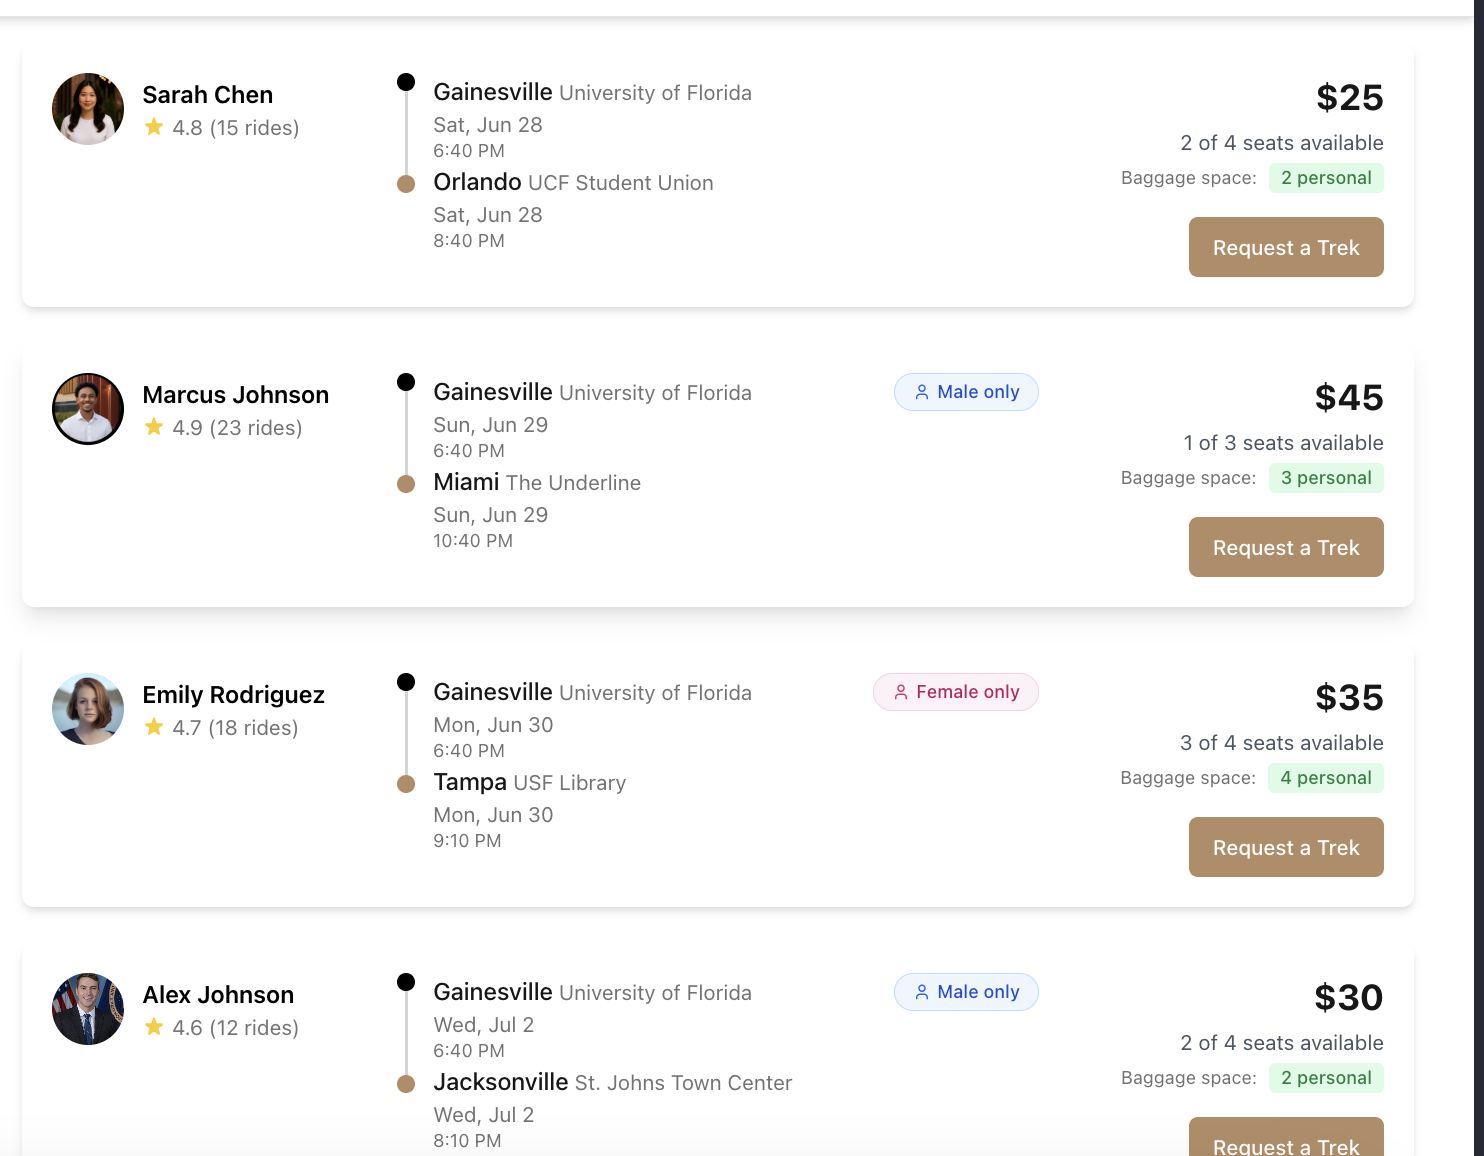 Sarah Chen
4.8 (15 rides)
Gainesville University of Florida
Sat, Jun 28
6:40 PM
Orlando UCF Student Union
Sat, Jun 28
8:40 PM
$25
2 of 4 seats available
Baggage space: 2 personal
Request a Trek
Marcus Johnson
4.9 (23 rides)
Gainesville University of Florida
Sun, Jun 29
6:40 PM
Miami The Underline
Sun, Jun 29
10:40 PM
Male only
$45
1 of 3 seats available
Baggage space: 3 personal
Request a Trek
Emily Rodriguez
4.7 (18 rides)
Gainesville University of Florida
Mon, Jun 30
6:40 PM
Tampa USF Library
Mon, Jun 30
9:10 PM
Female only
$35
3 of 4 seats available
Baggage space: 4 personal
Request a Trek
Alex Johnson
4.6 (12 rides)
Gainesville University of Florida
Wed, Jul 2
6:40 PM
Jacksonville St. Johns Town Center
Wed, Jul 2
8:10 PM
Male only
$30
2 of 4 seats available
Baggage space: 2 personal
Request a Trek